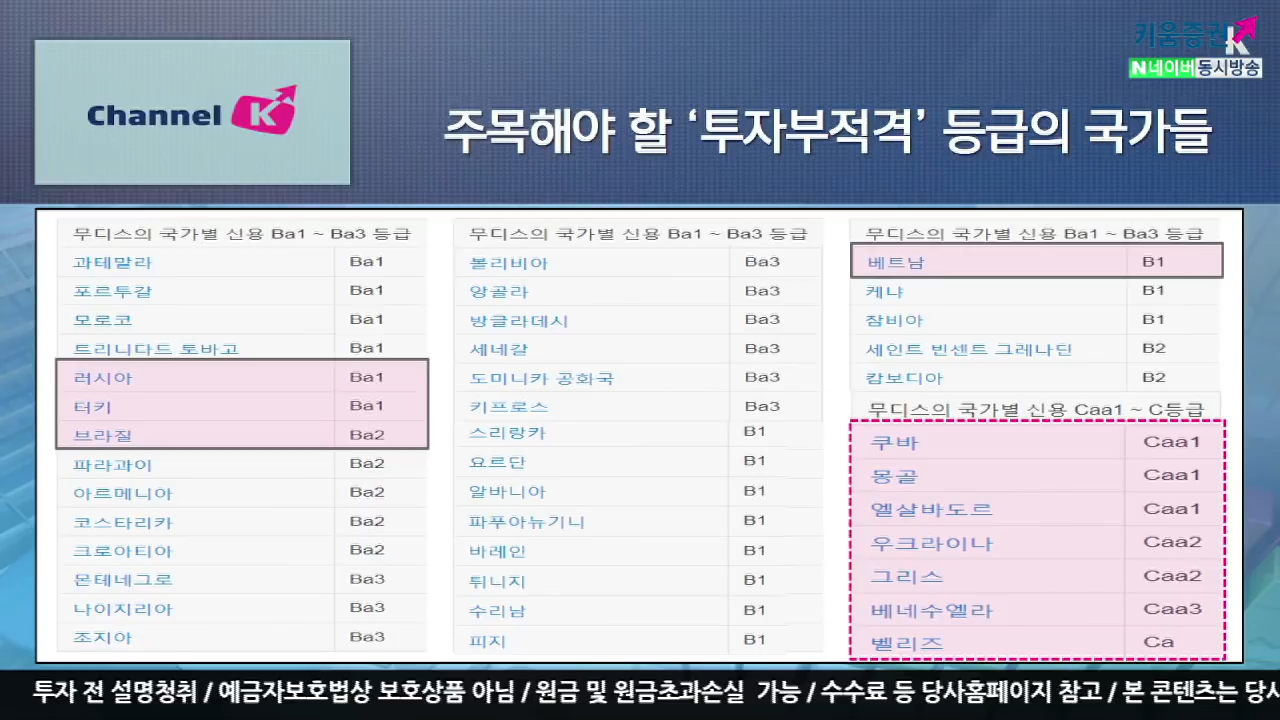 키움증권
K
N 네이버 동시방송
Channel K
주목해야 할 ‘투자부적격’ 등급의 국가들
무디스의 국가별 신용 Ba1 ~ Ba3 등급
과테말라 Ba1
포르투갈 Ba1
모로코 Ba1
트리니다드 토바고 Ba1
러시아 Ba1
터키 Ba1
브라질 Ba2
파라과이 Ba2
아르메니아 Ba2
코스타리카 Ba2
크로아티아 Ba2
몬테네그로 Ba3
나이지리아 Ba3
조지아 Ba3
무디스의 국가별 신용 Ba1 ~ Ba3 등급
볼리비아 Ba3
앙골라 Ba3
방글라데시 Ba3
세네갈 Ba3
도미니카 공화국 Ba3
키프로스 Ba3
스리랑카 B1
요르단 B1
알바니아 B1
파푸아뉴기니 B1
바레인 B1
튀니지 B1
수리남 B1
피지 B1
무디스의 국가별 신용 Ba1 ~ Ba3 등급
베트남 B1
케냐 B1
잠비아 B1
세인트 빈센트 그레나딘 B2
캄보디아 B2
무디스의 국가별 신용 Caa1 ~ C등급
쿠바 Caa1
몽골 Caa1
엘살바도르 Caa1
우크라이나 Caa2
그리스 Caa2
베네수엘라 Caa3
벨리즈 Ca
투자 전 설명청취 / 예금자보호법상 보호상품 아님 / 원금 및 원금초과손실 가능 / 수수료 등 당사홈페이지 참고 / 본 콘텐츠는 당사